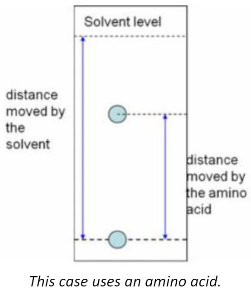 Solvent level
distance
moved by
the
solvent
distance
moved by
the amino
acid
This case uses an amino acid.